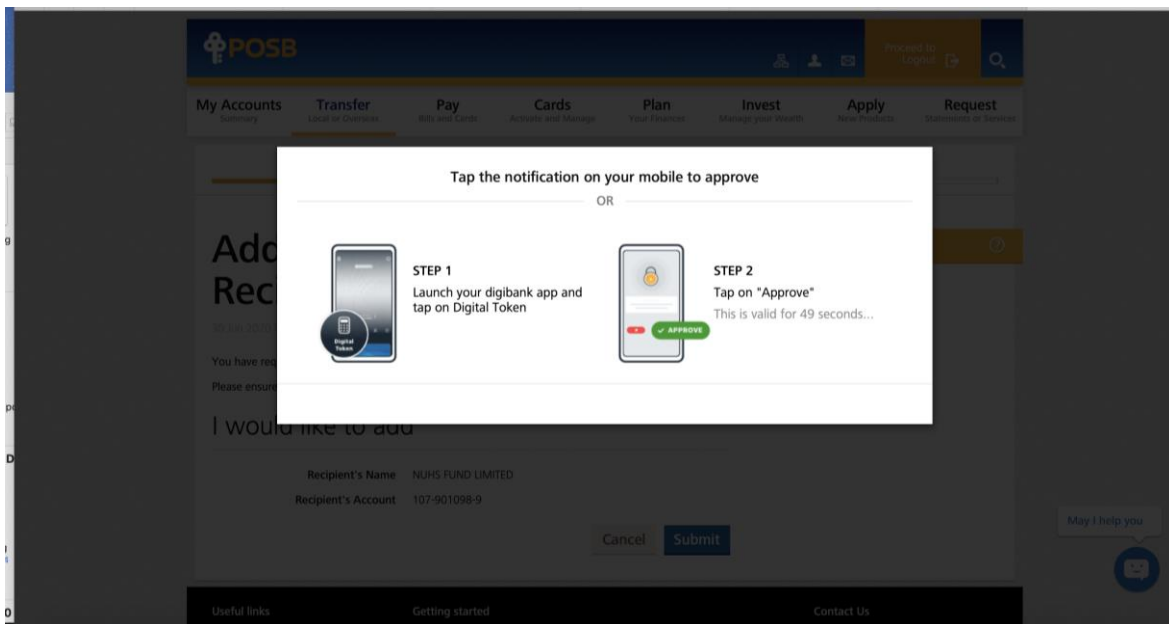 POSB
Proceed to
Logout
My Accounts
Summary
Transfer
Local or Overseas
Pay
Bills and Cards
Cards
Activate and Manage
Plan
Your Finances
Invest
Manage your Wealth
Apply
New Products
Request
Statements or Services
Tap the notification on your mobile to approve
OR
STEP 1
Launch your digibank app and
tap on Digital Token
Digital
Token
STEP 2
Tap on "Approve"
This is valid for 49 seconds...
APPROVE
Add
Rec
You have req
Please ensure
I would like to add
Recipient's Name NUHS FUND LIMITED
Recipient's Account 107-901098-9
Cancel Submit
May I help you
Useful links Getting started Contact Us